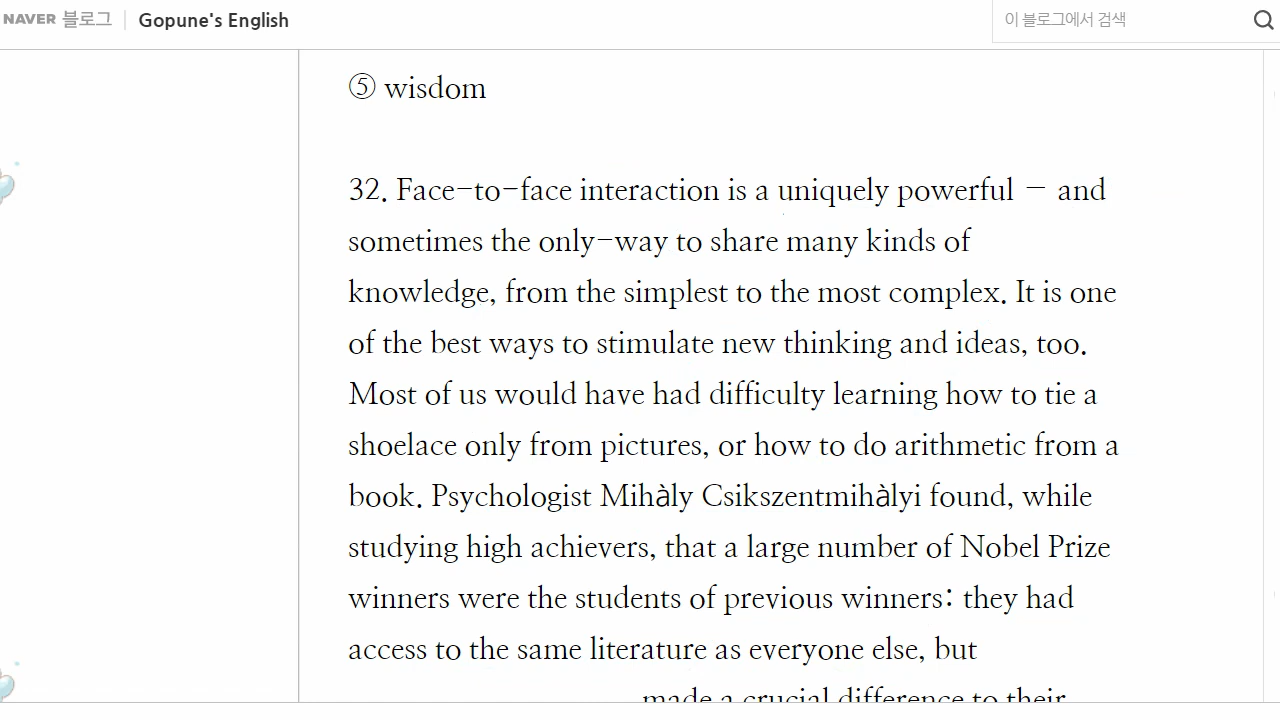 NAVER 블로그 Gopune's English 이 블로그에서 검색
⑤ wisdom
32. Face-to-face interaction is a uniquely powerful - and
sometimes the only-way to share many kinds of
knowledge, from the simplest to the most complex. It is one
of the best ways to stimulate new thinking and ideas, too.
Most of us would have had difficulty learning how to tie a
shoelace only from pictures, or how to do arithmetic from a
book. Psychologist Mihàly Csikszentmihàlyi found, while
studying high achievers, that a large number of Nobel Prize
winners were the students of previous winners: they had
access to the same literature as everyone else, but
made a crucial difference to their